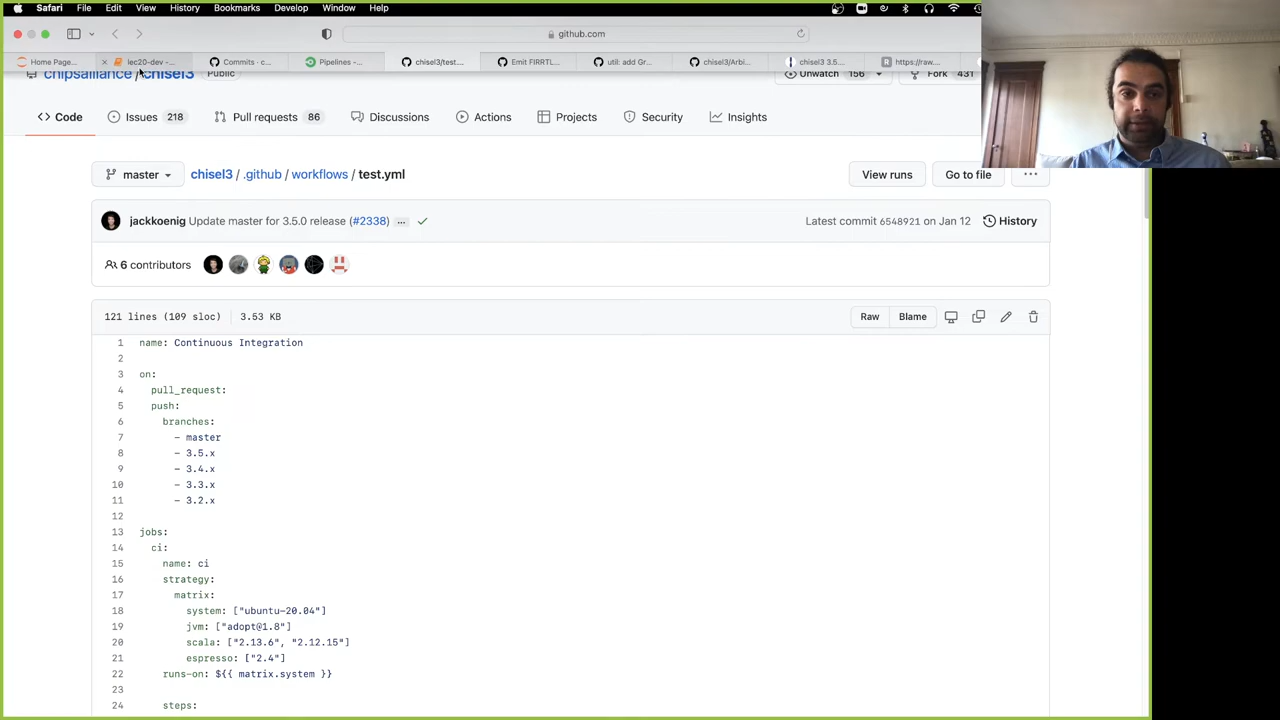 Safari File Edit View History Bookmarks Develop Window Help
github.com
Home Page... lec20-dev -... Commits · c... Pipelines -... chisel3/test.... Emit FIRRTL... util: add Gr... chisel3/Arbi... chisel3 3.5.... https://raw....
chipsalliance/chisel3 Public Unwatch 156 Fork 431
Code Issues 218 Pull requests 86 Discussions Actions Projects Security Insights
master chisel3 / .github / workflows / test.yml View runs Go to file ...
jackkoenig Update master for 3.5.0 release (#2338) ... Latest commit 6548921 on Jan 12 History
6 contributors
121 lines (109 sloc) 3.53 KB Raw Blame
1 name: Continuous Integration
2
3 on:
4 pull_request:
5 push:
6 branches:
7 - master
8 - 3.5.x
9 - 3.4.x
10 - 3.3.x
11 - 3.2.x
12
13 jobs:
14 ci:
15 name: ci
16 strategy:
17 matrix:
18 system: ["ubuntu-20.04"]
19 jvm: ["adopt@1.8"]
20 scala: ["2.13.6", "2.12.15"]
21 espresso: ["2.4"]
22 runs-on: ${{ matrix.system }}
23
24 steps: